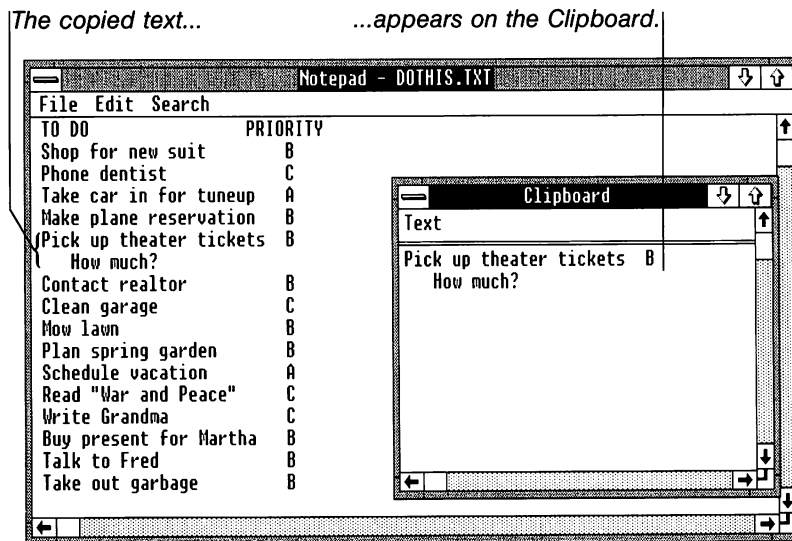 The copied text...
...appears on the Clipboard.
Notepad - DOTHIS.TXT
File Edit Search
TO DO PRIORITY
Shop for new suit B
Phone dentist C
Take car in for tuneup A
Make plane reservation B
Pick up theater tickets B
How much?
Contact realtor B
Clean garage C
Mow lawn B
Plan spring garden B
Schedule vacation A
Read "War and Peace" C
Write Grandma C
Buy present for Martha B
Talk to Fred B
Take out garbage B
Clipboard
Text
Pick up theater tickets B
How much?